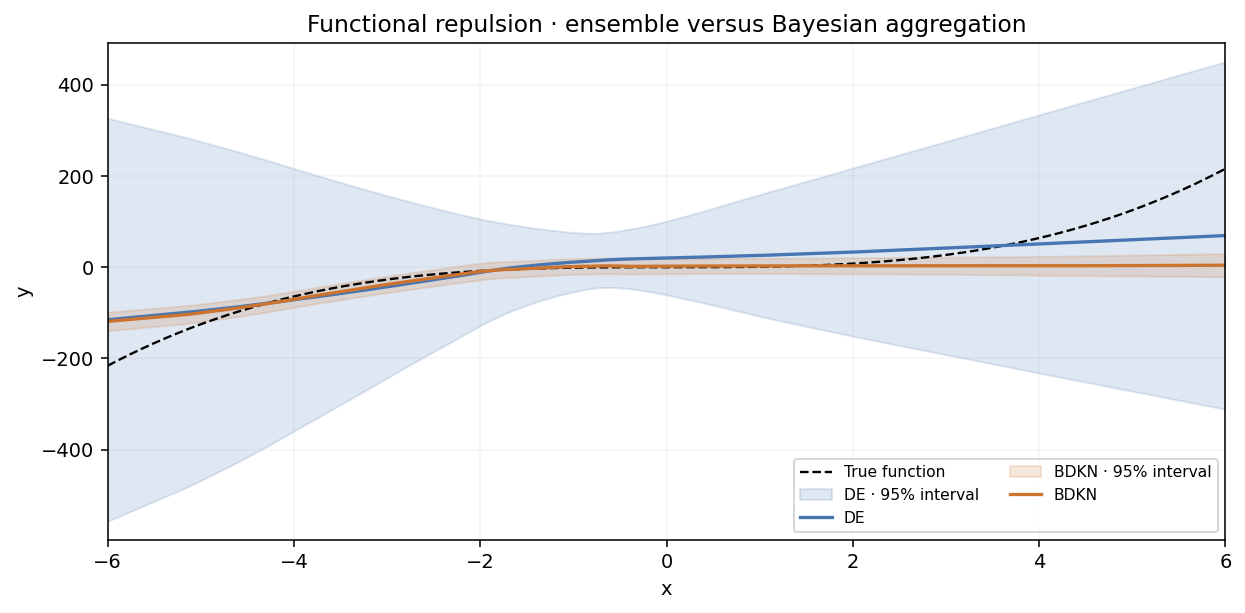 Functional repulsion · ensemble versus Bayesian aggregation
y
400
200
0
−200
−400
−6
−4
−2
0
2
4
6
x
True function
DE · 95% interval
DE
BDKN · 95% interval
BDKN